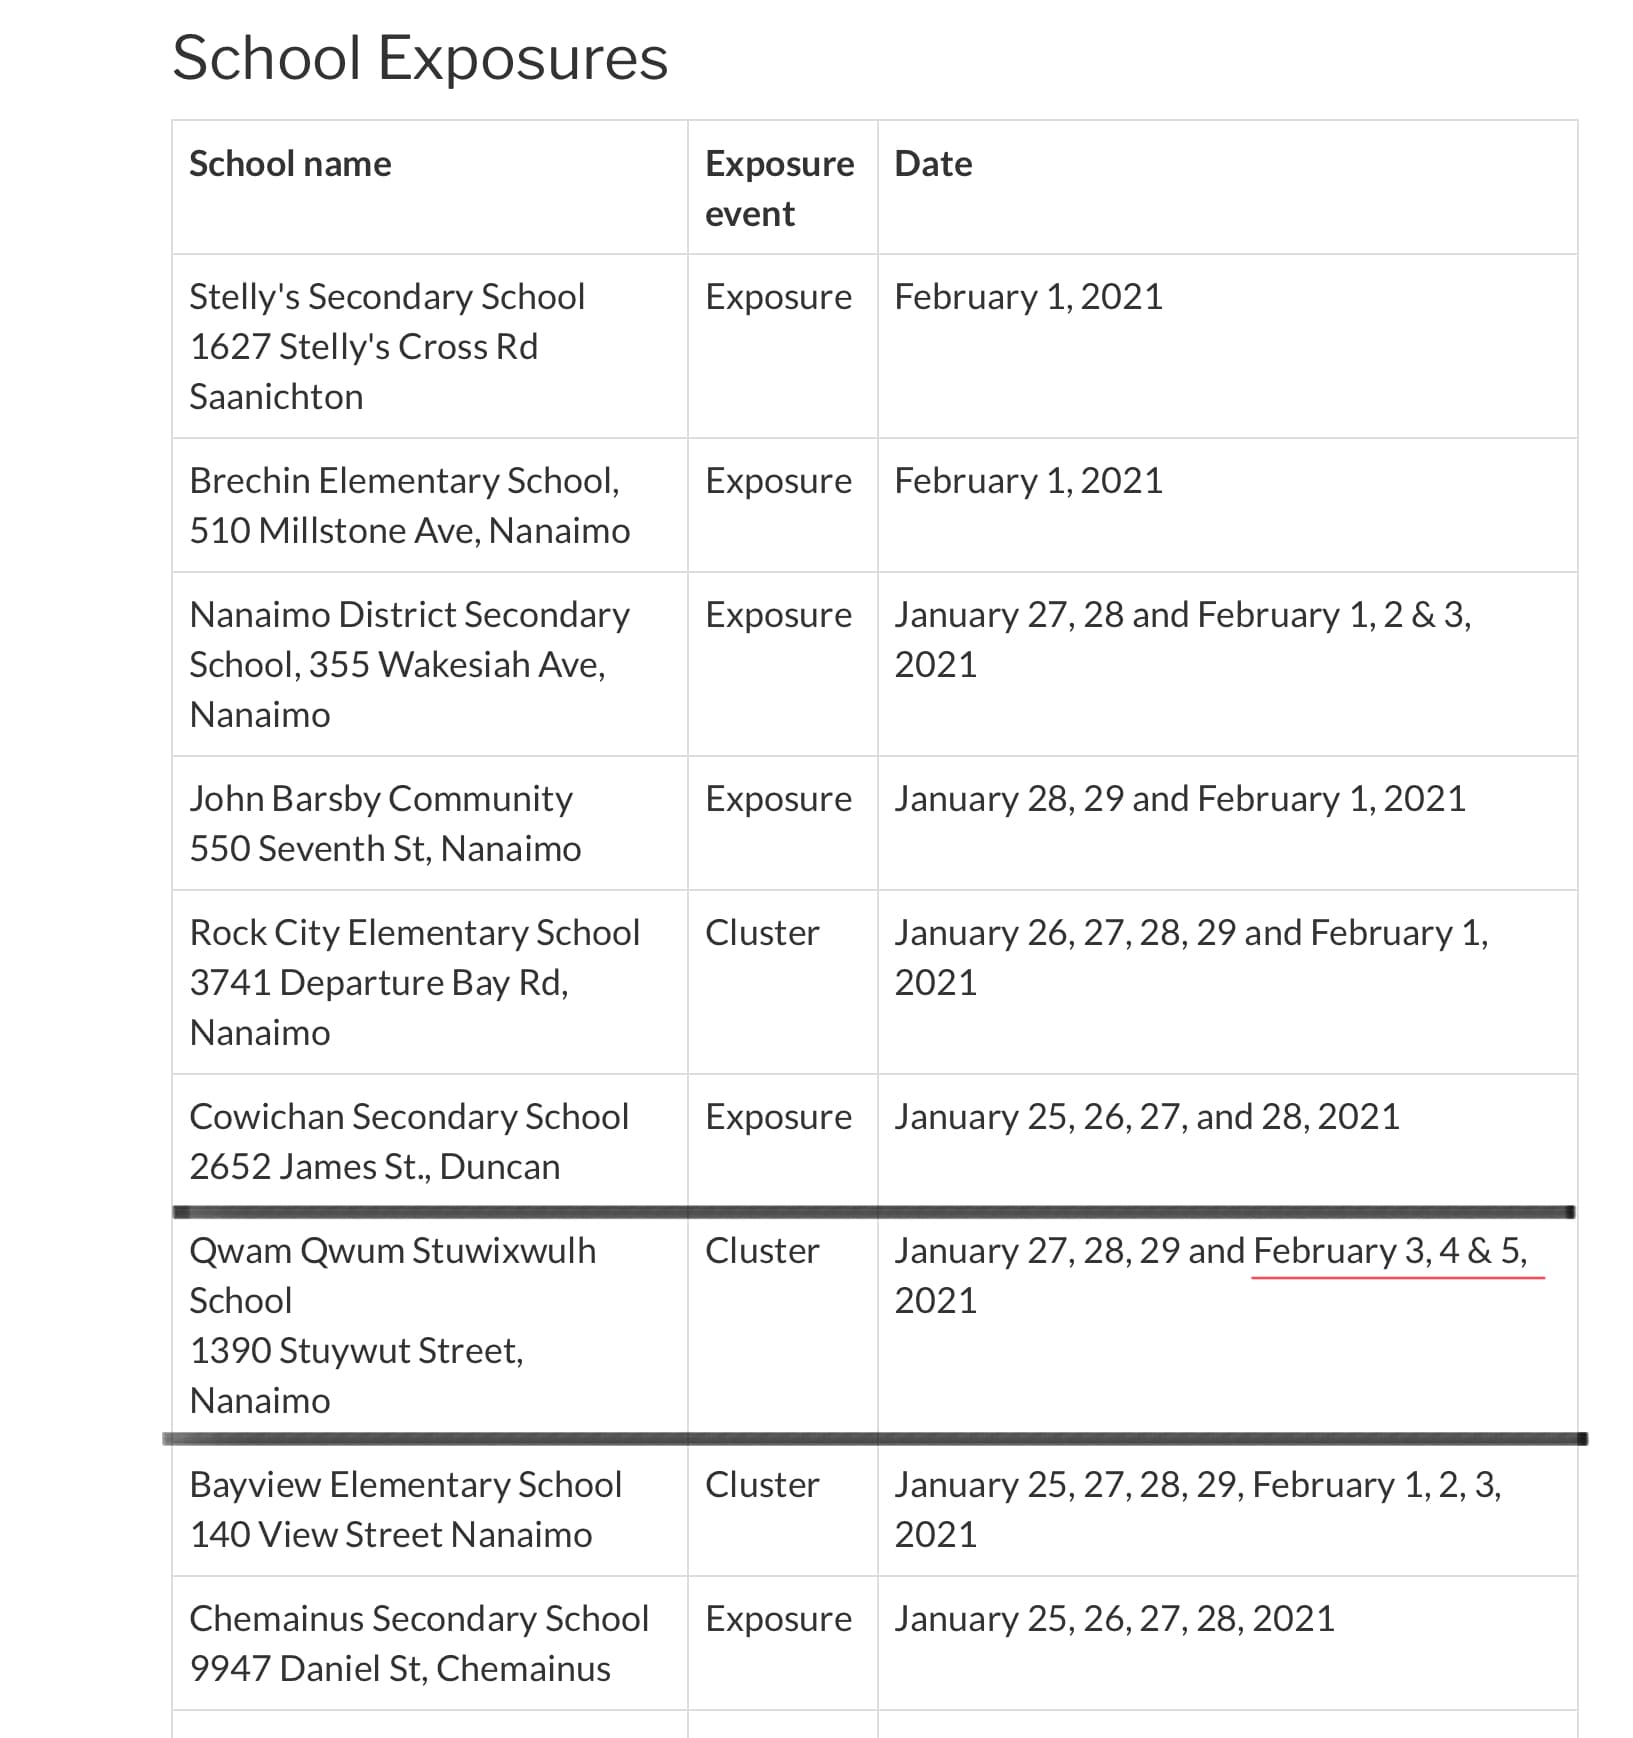 School Exposures
School name Exposure event Date
Stelly's Secondary School Exposure February 1, 2021
1627 Stelly's Cross Rd
Saanichton
Brechin Elementary School, Exposure February 1, 2021
510 Millstone Ave, Nanaimo
Nanaimo District Secondary Exposure January 27, 28 and February 1, 2 & 3,
School, 355 Wakesiah Ave, 2021
Nanaimo
John Barsby Community Exposure January 28, 29 and February 1, 2021
550 Seventh St, Nanaimo
Rock City Elementary School Cluster January 26, 27, 28, 29 and February 1,
3741 Departure Bay Rd, 2021
Nanaimo
Cowichan Secondary School Exposure January 25, 26, 27, and 28, 2021
2652 James St., Duncan
Qwam Qwum Stuwixwulh Cluster January 27, 28, 29 and February 3, 4 & 5,
School 2021
1390 Stuywut Street,
Nanaimo
Bayview Elementary School Cluster January 25, 27, 28, 29, February 1, 2, 3,
140 View Street Nanaimo 2021
Chemainus Secondary School Exposure January 25, 26, 27, 28, 2021
9947 Daniel St, Chemainus